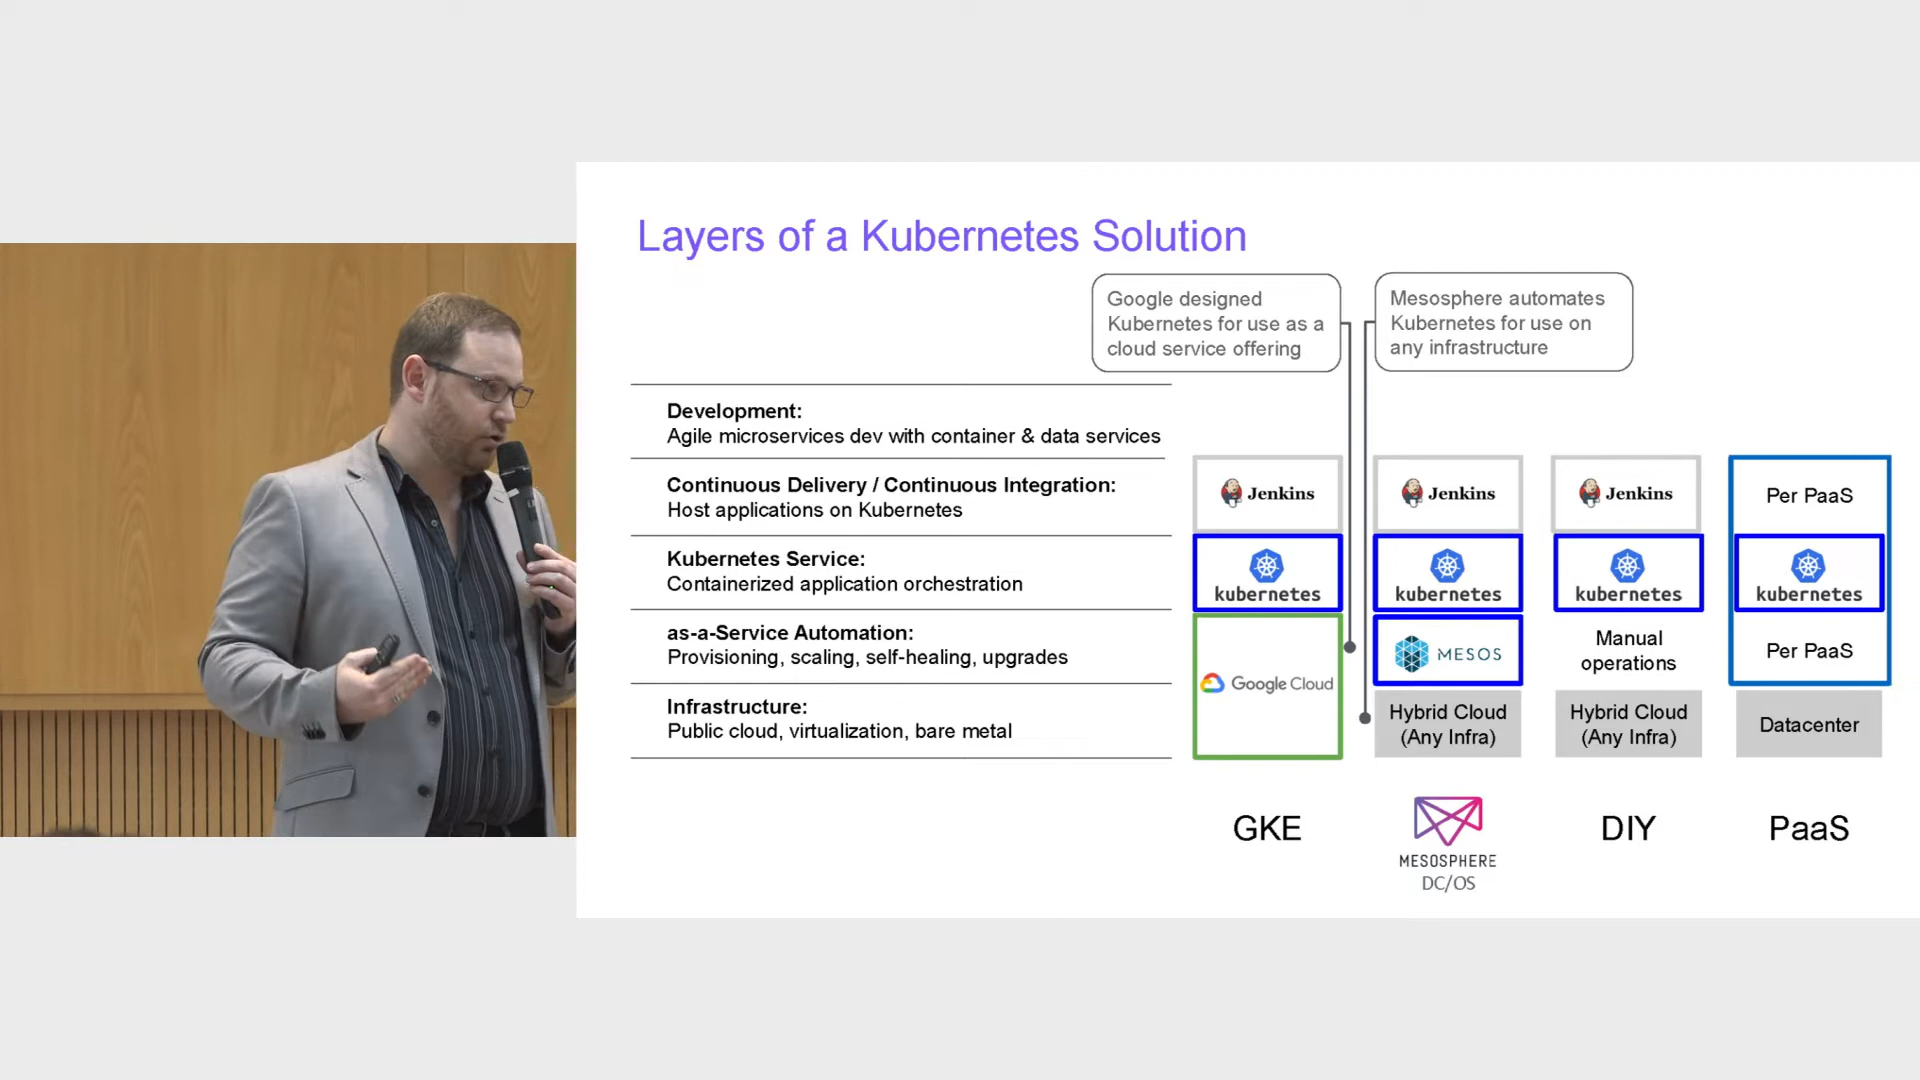 Layers of a Kubernetes Solution
Google designed
Kubernetes for use as a
cloud service offering
Mesosphere automates
Kubernetes for use on
any infrastructure
Development:
Agile microservices dev with container & data services
Continuous Delivery / Continuous Integration:
Host applications on Kubernetes
Jenkins
Jenkins
Jenkins
Per PaaS
Kubernetes Service:
Containerized application orchestration
kubernetes
kubernetes
kubernetes
kubernetes
as-a-Service Automation:
Provisioning, scaling, self-healing, upgrades
MESOS
Manual
operations
Per PaaS
Infrastructure:
Public cloud, virtualization, bare metal
Google Cloud
Hybrid Cloud
(Any Infra)
Hybrid Cloud
(Any Infra)
Datacenter
GKE
MESOSPHERE
DC/OS
DIY
PaaS